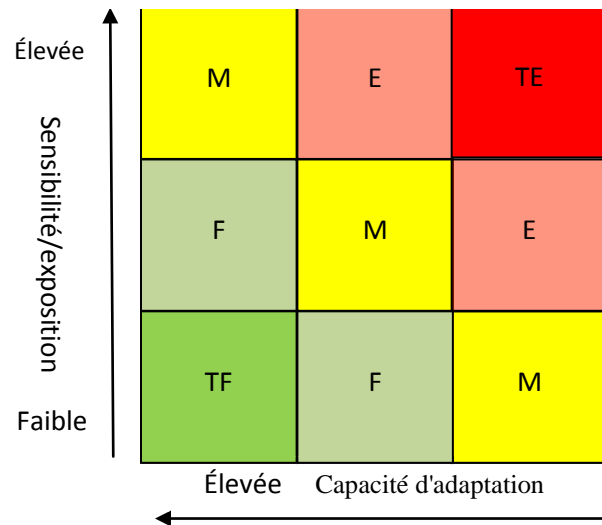 Élevée
M E TE
Sensibilité/exposition
F M E
TF F M
Faible
Élevée Capacité d'adaptation